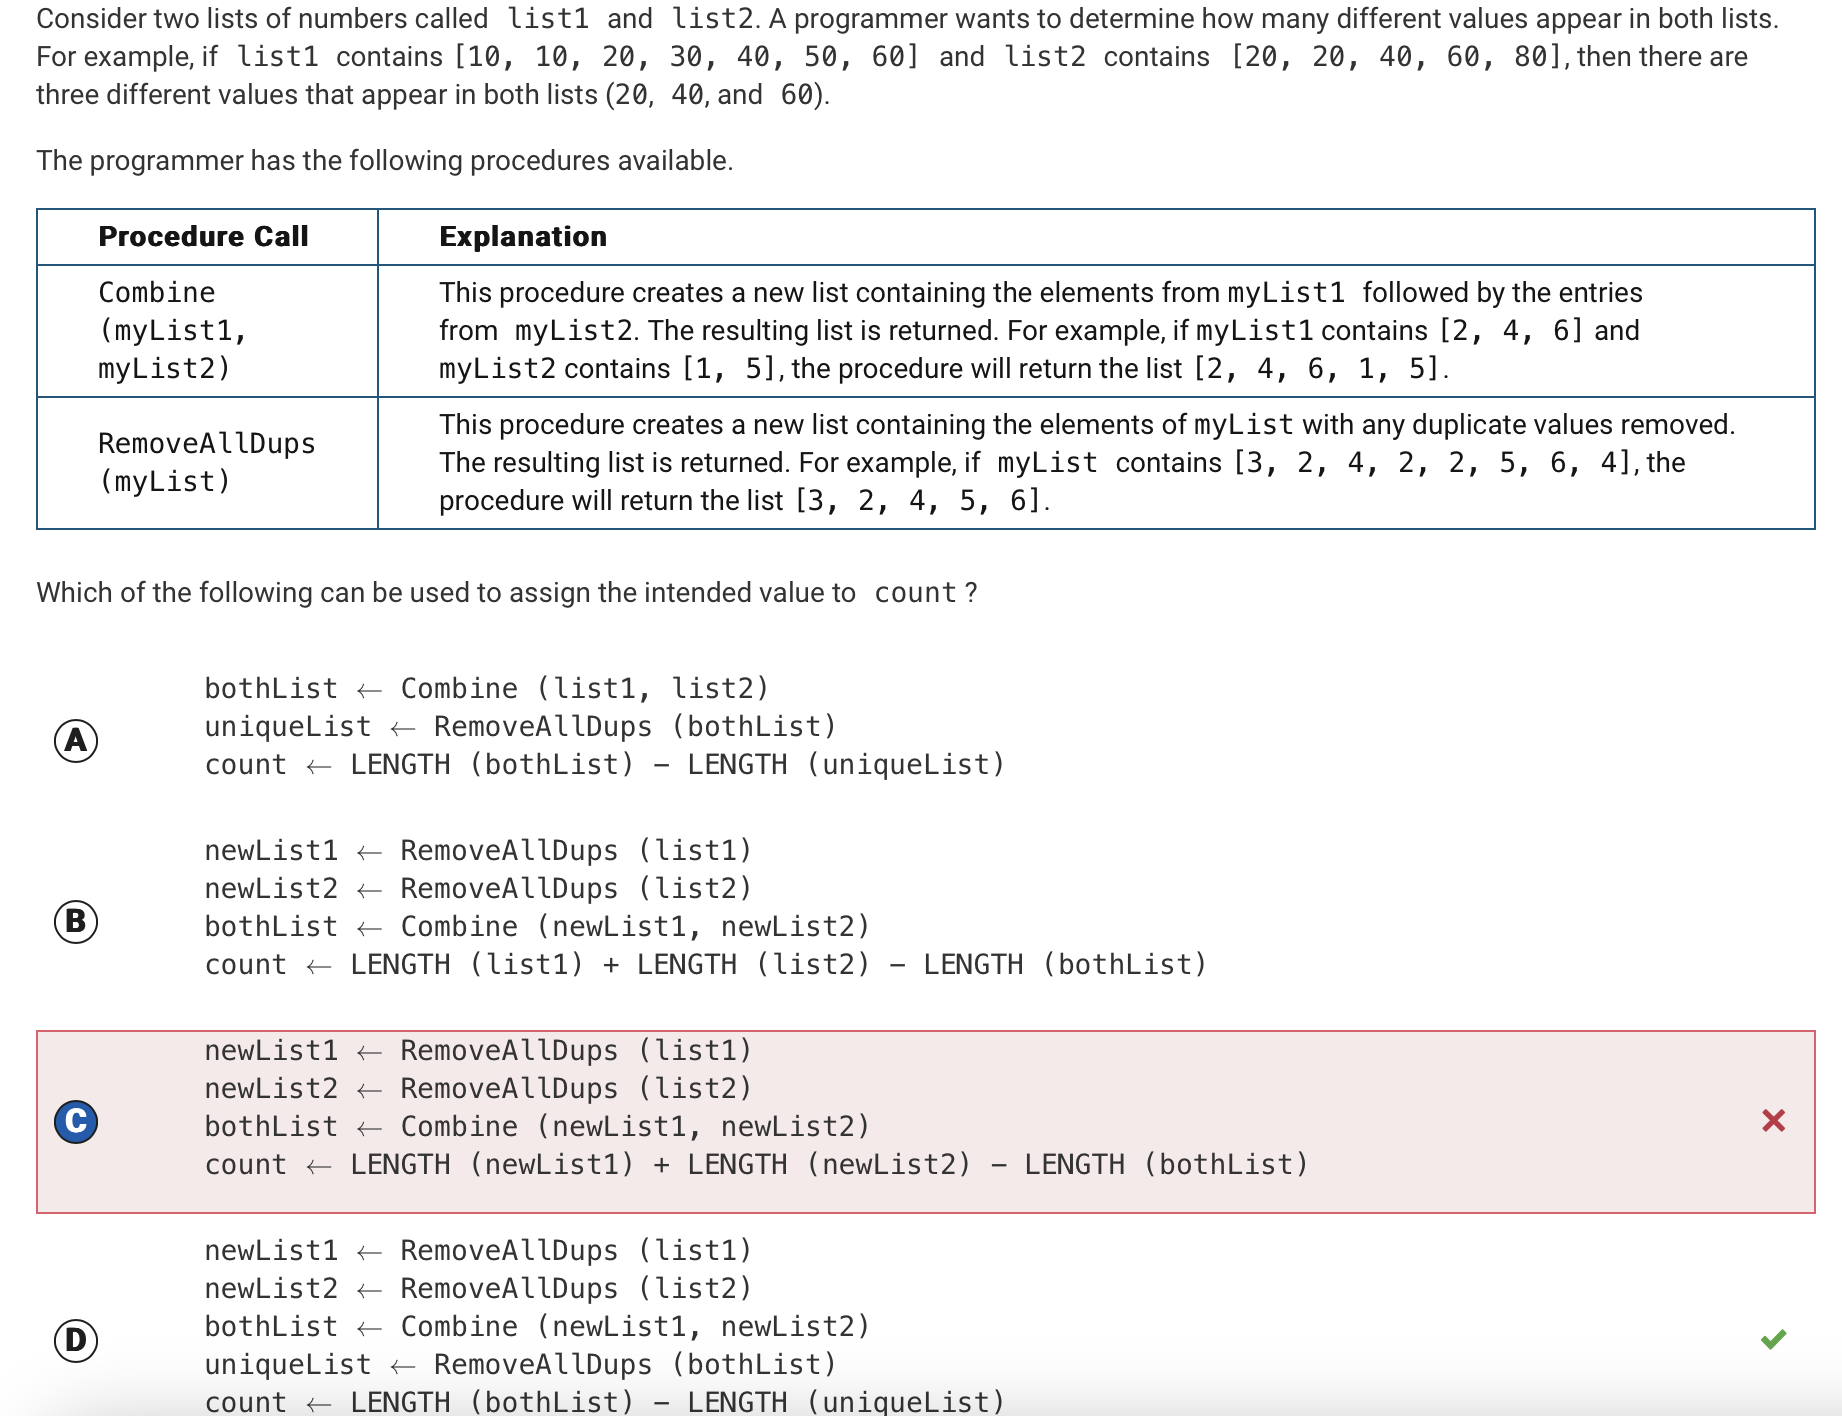 Consider two lists of numbers called list1 and list2. A programmer wants to determine how many different values appear in both lists.
For example, if list1 contains [10, 10, 20, 30, 40, 50, 60] and list2 contains [20, 20, 40, 60, 80], then there are
three different values that appear in both lists (20, 40, and 60).
The programmer has the following procedures available.
Procedure Call
Explanation
Combine
(myList1,
myList2)
This procedure creates a new list containing the elements from myList1 followed by the entries
from myList2. The resulting list is returned. For example, if myList1 contains [2, 4, 6] and
myList2 contains [1, 5], the procedure will return the list [2, 4, 6, 1, 5].
RemoveAllDups
(myList)
This procedure creates a new list containing the elements of myList with any duplicate values removed.
The resulting list is returned. For example, if myList contains [3, 2, 4, 2, 2, 5, 6, 4], the
procedure will return the list [3, 2, 4, 5, 6].
Which of the following can be used to assign the intended value to count ?
A
bothList ← Combine (list1, list2)
uniqueList ← RemoveAllDups (bothList)
count ← LENGTH (bothList) − LENGTH (uniqueList)
B
newList1 ← RemoveAllDups (list1)
newList2 ← RemoveAllDups (list2)
bothList ← Combine (newList1, newList2)
count ← LENGTH (list1) + LENGTH (list2) − LENGTH (bothList)
C
newList1 ← RemoveAllDups (list1)
newList2 ← RemoveAllDups (list2)
bothList ← Combine (newList1, newList2)
count ← LENGTH (newList1) + LENGTH (newList2) − LENGTH (bothList)
D
newList1 ← RemoveAllDups (list1)
newList2 ← RemoveAllDups (list2)
bothList ← Combine (newList1, newList2)
uniqueList ← RemoveAllDups (bothList)
count ← LENGTH (bothList) − LENGTH (uniqueList)